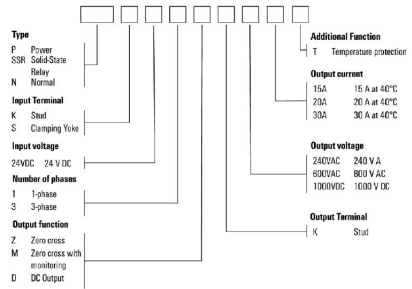 Type
P Power
SSR Solid-State
Relay
N Normal
Input Terminal
K Stud
S Clamping Yoke
Input voltage
24VDC 24 V DC
Number of phases
1 1-phase
3 3-phase
Output function
Z Zero cross
M Zero cross with
monitoring
D DC Output
Additional Function
T Temperature protection
Output current
15A 15 A at 40°C
20A 20 A at 40°C
30A 30 A at 40°C
Output voltage
240VAC 240 V A
600VAC 600 V AC
1000VDC 1000 V DC
Output Terminal
K Stud